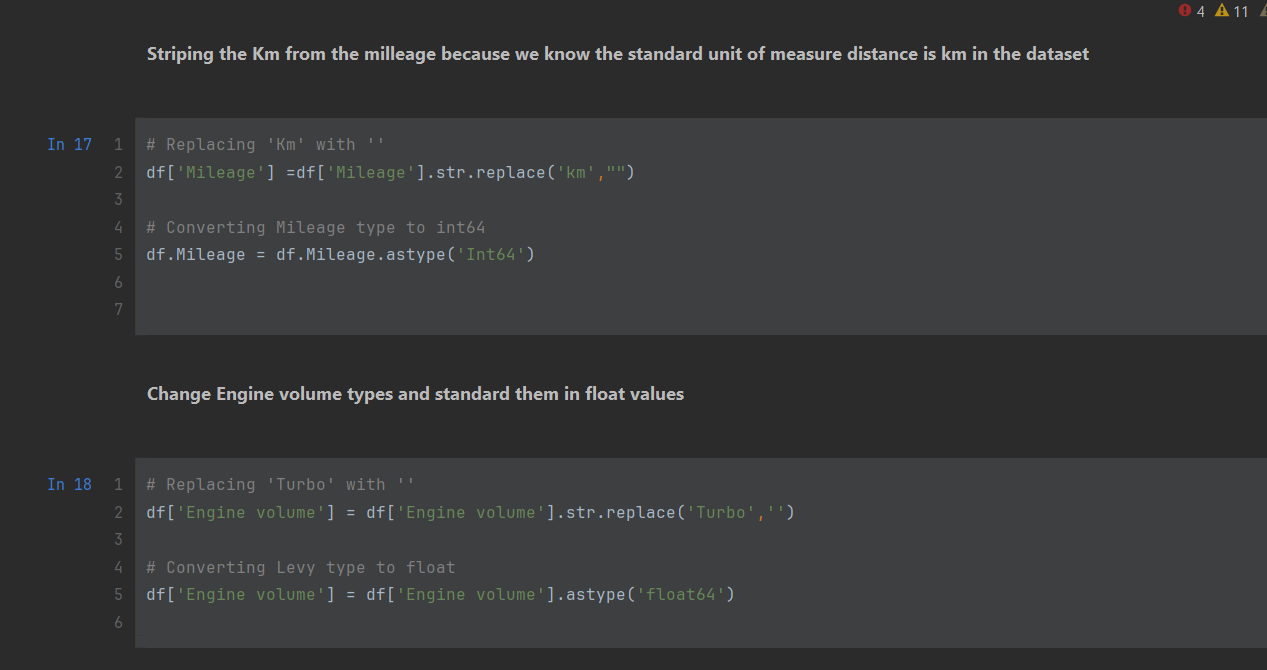 4 11
Striping the Km from the milleage because we know the standard unit of measure distance is km in the dataset
In 17 1 # Replacing 'Km' with ''
2 df['Mileage'] =df['Mileage'].str.replace('km',"")
3
4 # Converting Mileage type to int64
5 df.Mileage = df.Mileage.astype('Int64')
6
7
Change Engine volume types and standard them in float values
In 18 1 # Replacing 'Turbo' with ''
2 df['Engine volume'] = df['Engine volume'].str.replace('Turbo','')
3
4 # Converting Levy type to float
5 df['Engine volume'] = df['Engine volume'].astype('float64')
6